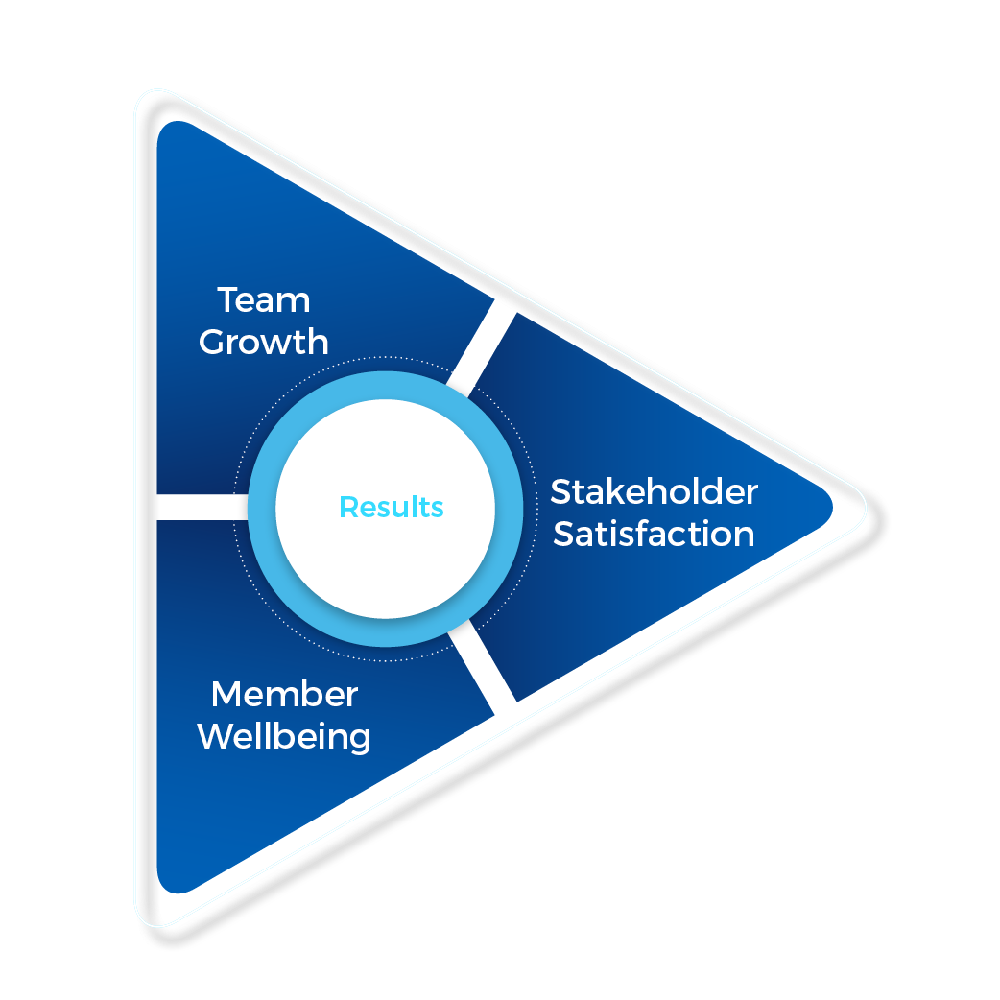 Team
Growth
Results
Stakeholder
Satisfaction
Member
Wellbeing